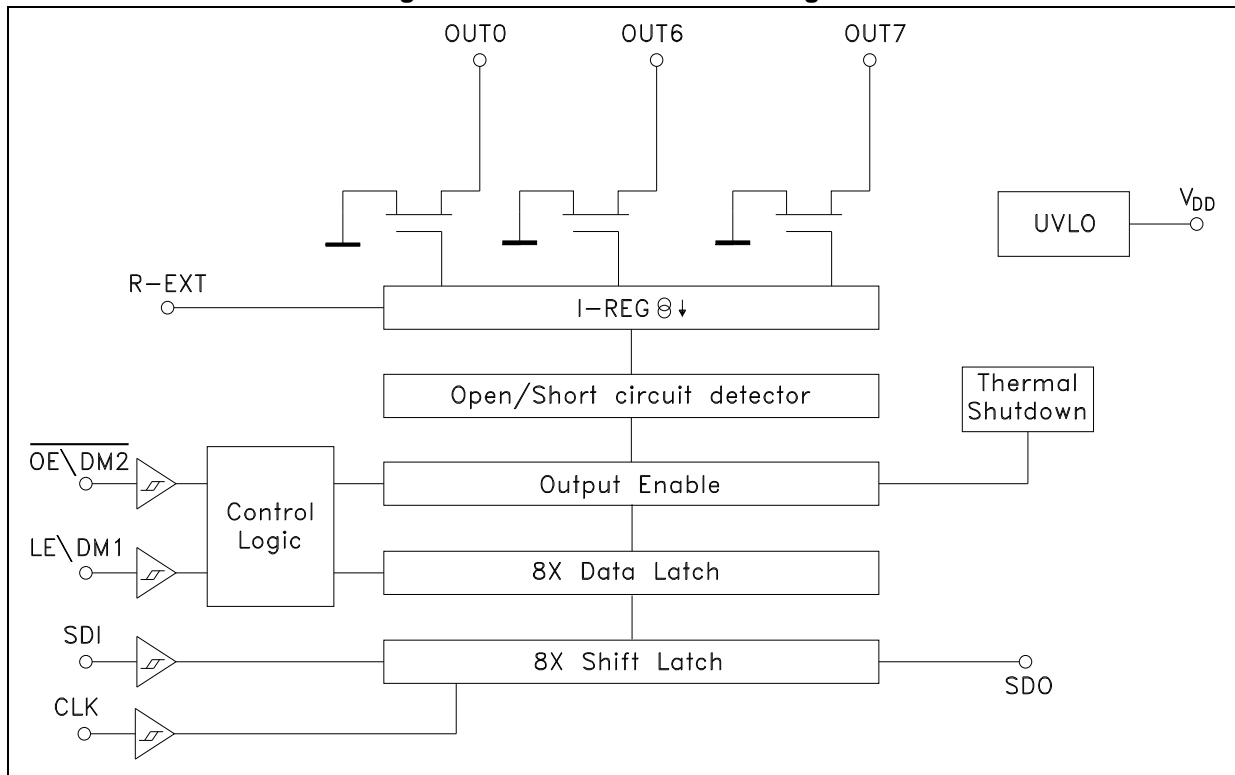 OUT0 OUT6 OUT7
V_DD
UVLO
R-EXT
I-REG
Open/Short circuit detector
Thermal
Shutdown
OE\DM2
Output Enable
Control
Logic
LE\DM1
8X Data Latch
SDI
8X Shift Latch
SDO
CLK